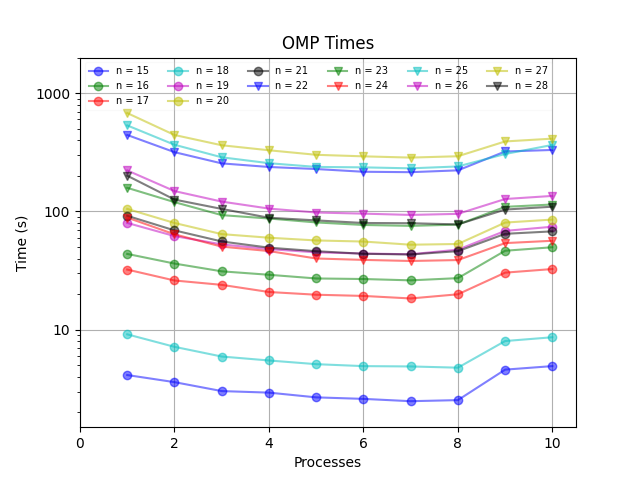 OMP Times
n = 15 n = 18 n = 21 n = 23 n = 25 n = 27
n = 16 n = 19 n = 22 n = 24 n = 26 n = 28
n = 17 n = 20
1000
100
10
Time (s)
0 2 4 6 8 10
Processes